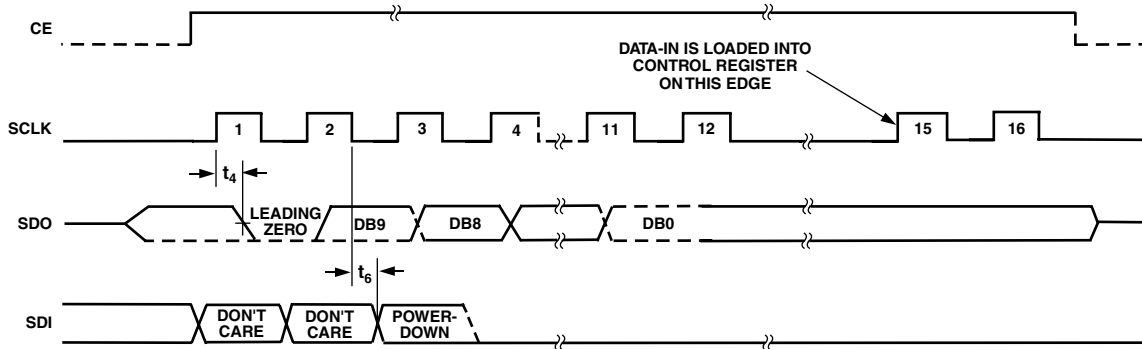 CE
DATA-IN IS LOADED INTO
CONTROL REGISTER
ON THIS EDGE
SCLK
1
2
3
4
11
12
15
16
t4
SDO
LEADING
ZERO
DB9
DB8
DB0
t6
SDI
DON'T
CARE
DON'T
CARE
POWER-
DOWN